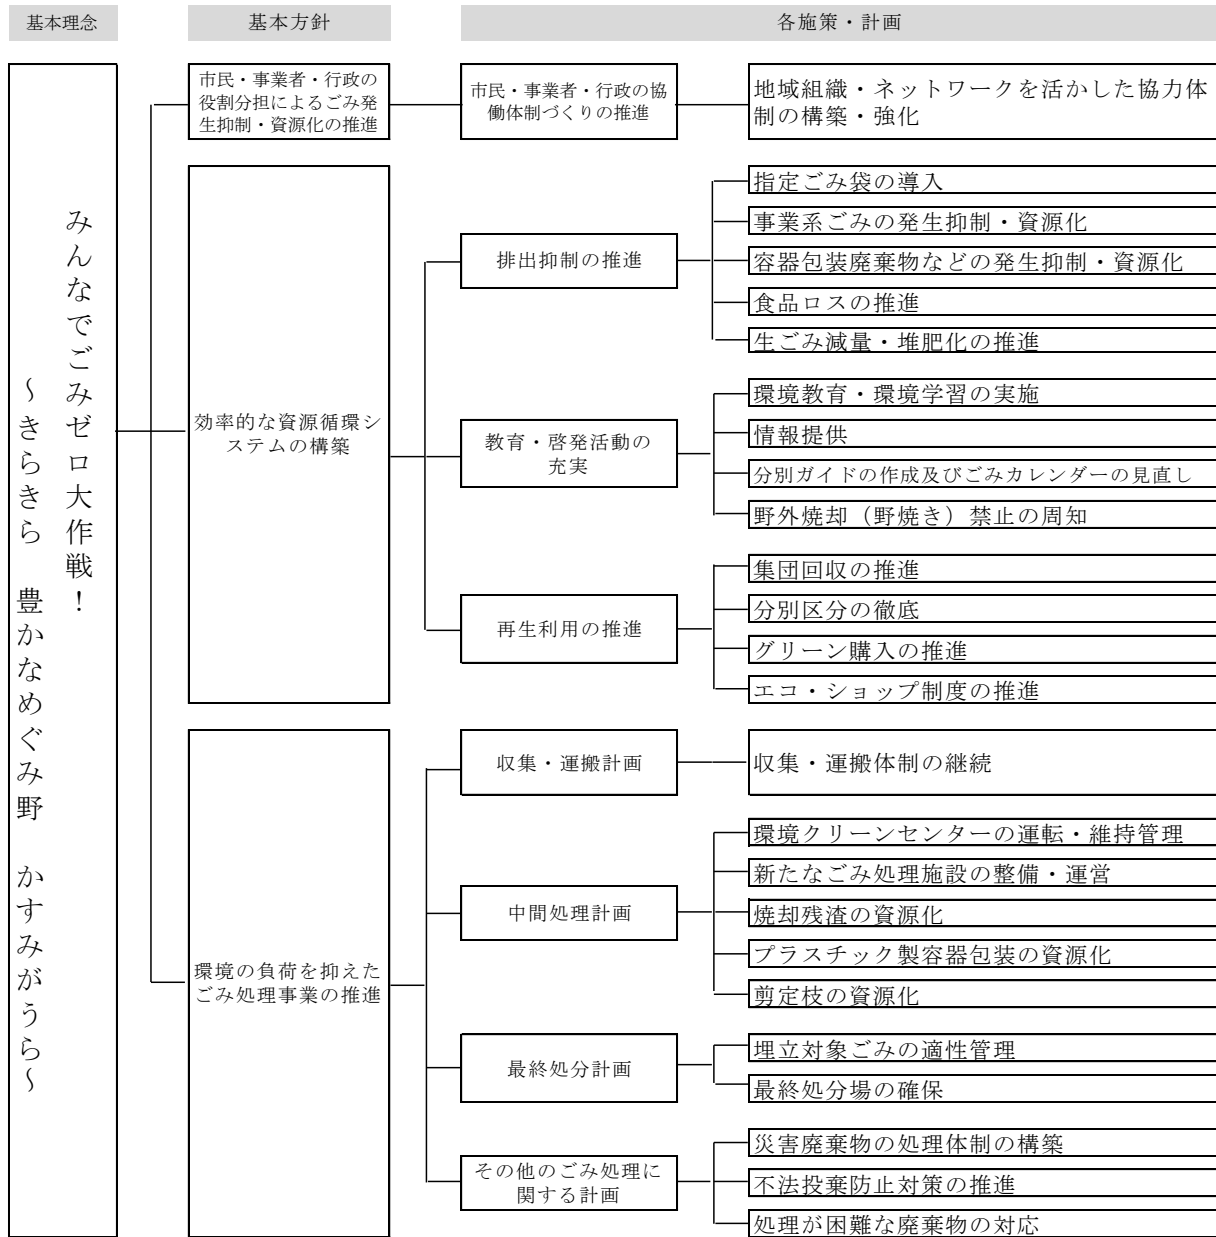 基本理念
基本方針
各施策・計画
みんなでごみゼロ大作戦!
～きらきら 豊かなめぐみ野 かすみがうら～
市民・事業者・行政の
役割分担によるごみ発
生抑制・資源化の推進
市民・事業者・行政の協
働体制づくりの推進
地域組織・ネットワークを活かした協力体
制の構築・強化
効率的な資源循環シ
ステムの構築
排出抑制の推進
指定ごみ袋の導入
事業系ごみの発生抑制・資源化
容器包装廃棄物などの発生抑制・資源化
食品ロスの推進
生ごみ減量・堆肥化の推進
教育・啓発活動の
充実
環境教育・環境学習の実施
情報提供
分別ガイドの作成及びごみカレンダーの見直し
野外焼却（野焼き）禁止の周知
再生利用の推進
集団回収の推進
分別区分の徹底
グリーン購入の推進
エコ・ショップ制度の推進
環境の負荷を抑えた
ごみ処理事業の推進
収集・運搬計画
収集・運搬体制の継続
中間処理計画
環境クリーンセンターの運転・維持管理
新たなごみ処理施設の整備・運営
焼却残渣の資源化
プラスチック製容器包装の資源化
剪定枝の資源化
最終処分計画
埋立対象ごみの適性管理
最終処分場の確保
その他のごみ処理に
関する計画
災害廃棄物の処理体制の構築
不法投棄防止対策の推進
処理が困難な廃棄物の対応